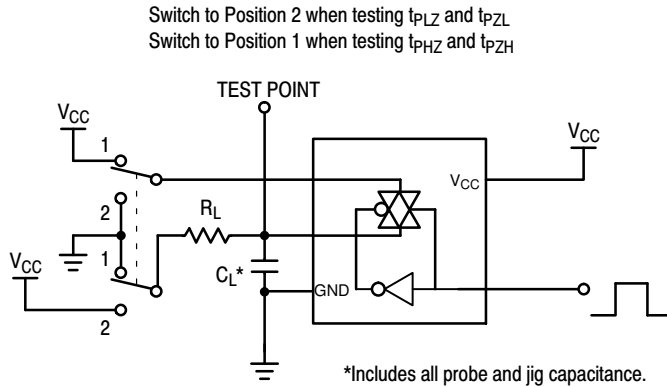 Switch to Position 2 when testing tPLZ and tPZL
Switch to Position 1 when testing tPHZ and tPZH
TEST POINT
VCC
VCC
1
VCC
2
RL
1
VCC
CL*
GND
2
*Includes all probe and jig capacitance.